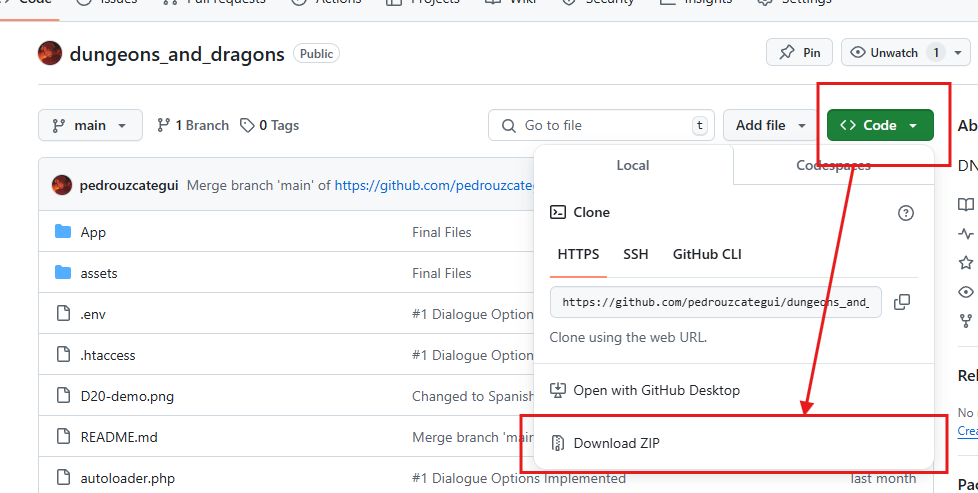 Code
Issues
Pull requests
Actions
Projects
Wiki
Security
Insights
Settings
dungeons_and_dragons
Public
Pin
Unwatch 1
main
1 Branch
0 Tags
Go to file
t
Add file
Code
Local
Codespaces
pedrouzcategui Merge branch 'main' of https://github.com/pedrouzcate
Clone
HTTPS SSH GitHub CLI
https://github.com/pedrouzcategui/dungeons_and_
Clone using the web URL.
Open with GitHub Desktop
Download ZIP
App Final Files
assets Final Files
.env #1 Dialogue Option
.htaccess #1 Dialogue Option
D20-demo.png Changed to Spanish
README.md Merge branch 'main'
autoloader.php #1 Dialogue Options Implemented last month
Ab
DN
Rel
No
Crea
Pac